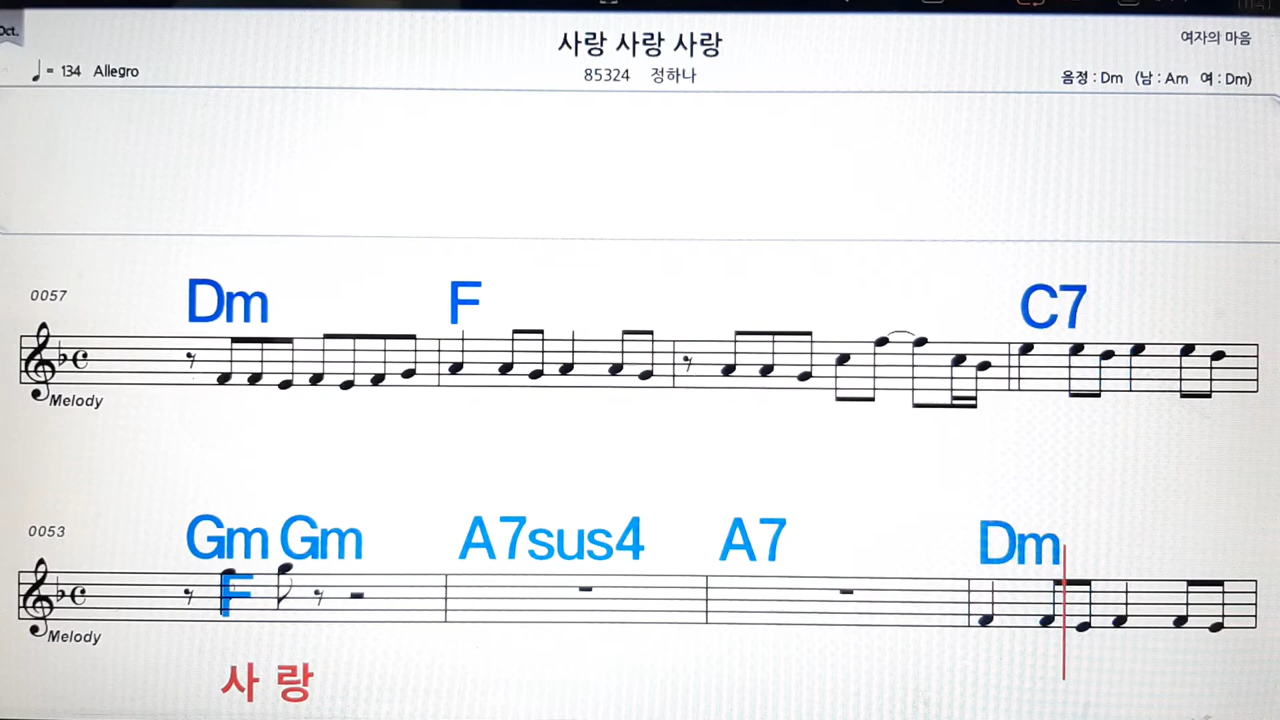 Oct.
사랑 사랑 사랑
여자의 마음
♩= 134 Allegro
85324 정하나
음정 : Dm (남 : Am 여 : Dm)
0057
Dm F C7
Melody
0053
Gm Gm A7sus4 A7 Dm
F
Melody
사 랑